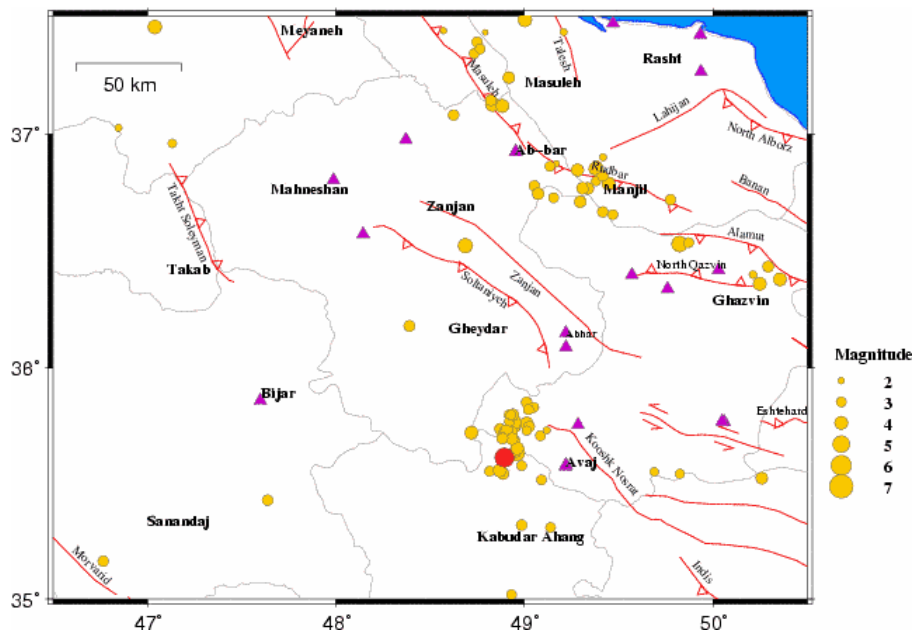 Meyaneh
Talesh
Rasht
50 km
Masuleh
Masuleh
Lahijan
37°
North Alborz
Ab-bar
Rudbar
Mahneshan
Manjil
Banan
Takht Soleyman
Zanjan
Alamut
Takab
North Qazvin
Soltaniyeh
Zanjan
Ghazvin
Gheydar
Abhar
36°
Magnitude
2
Bijar
3
Eshtehard
4
Kooshk Nosrat
5
Avaj
6
7
Sanandaj
Kabudar Ahang
Morvarid
Indis
35°
47°
48°
49°
50°